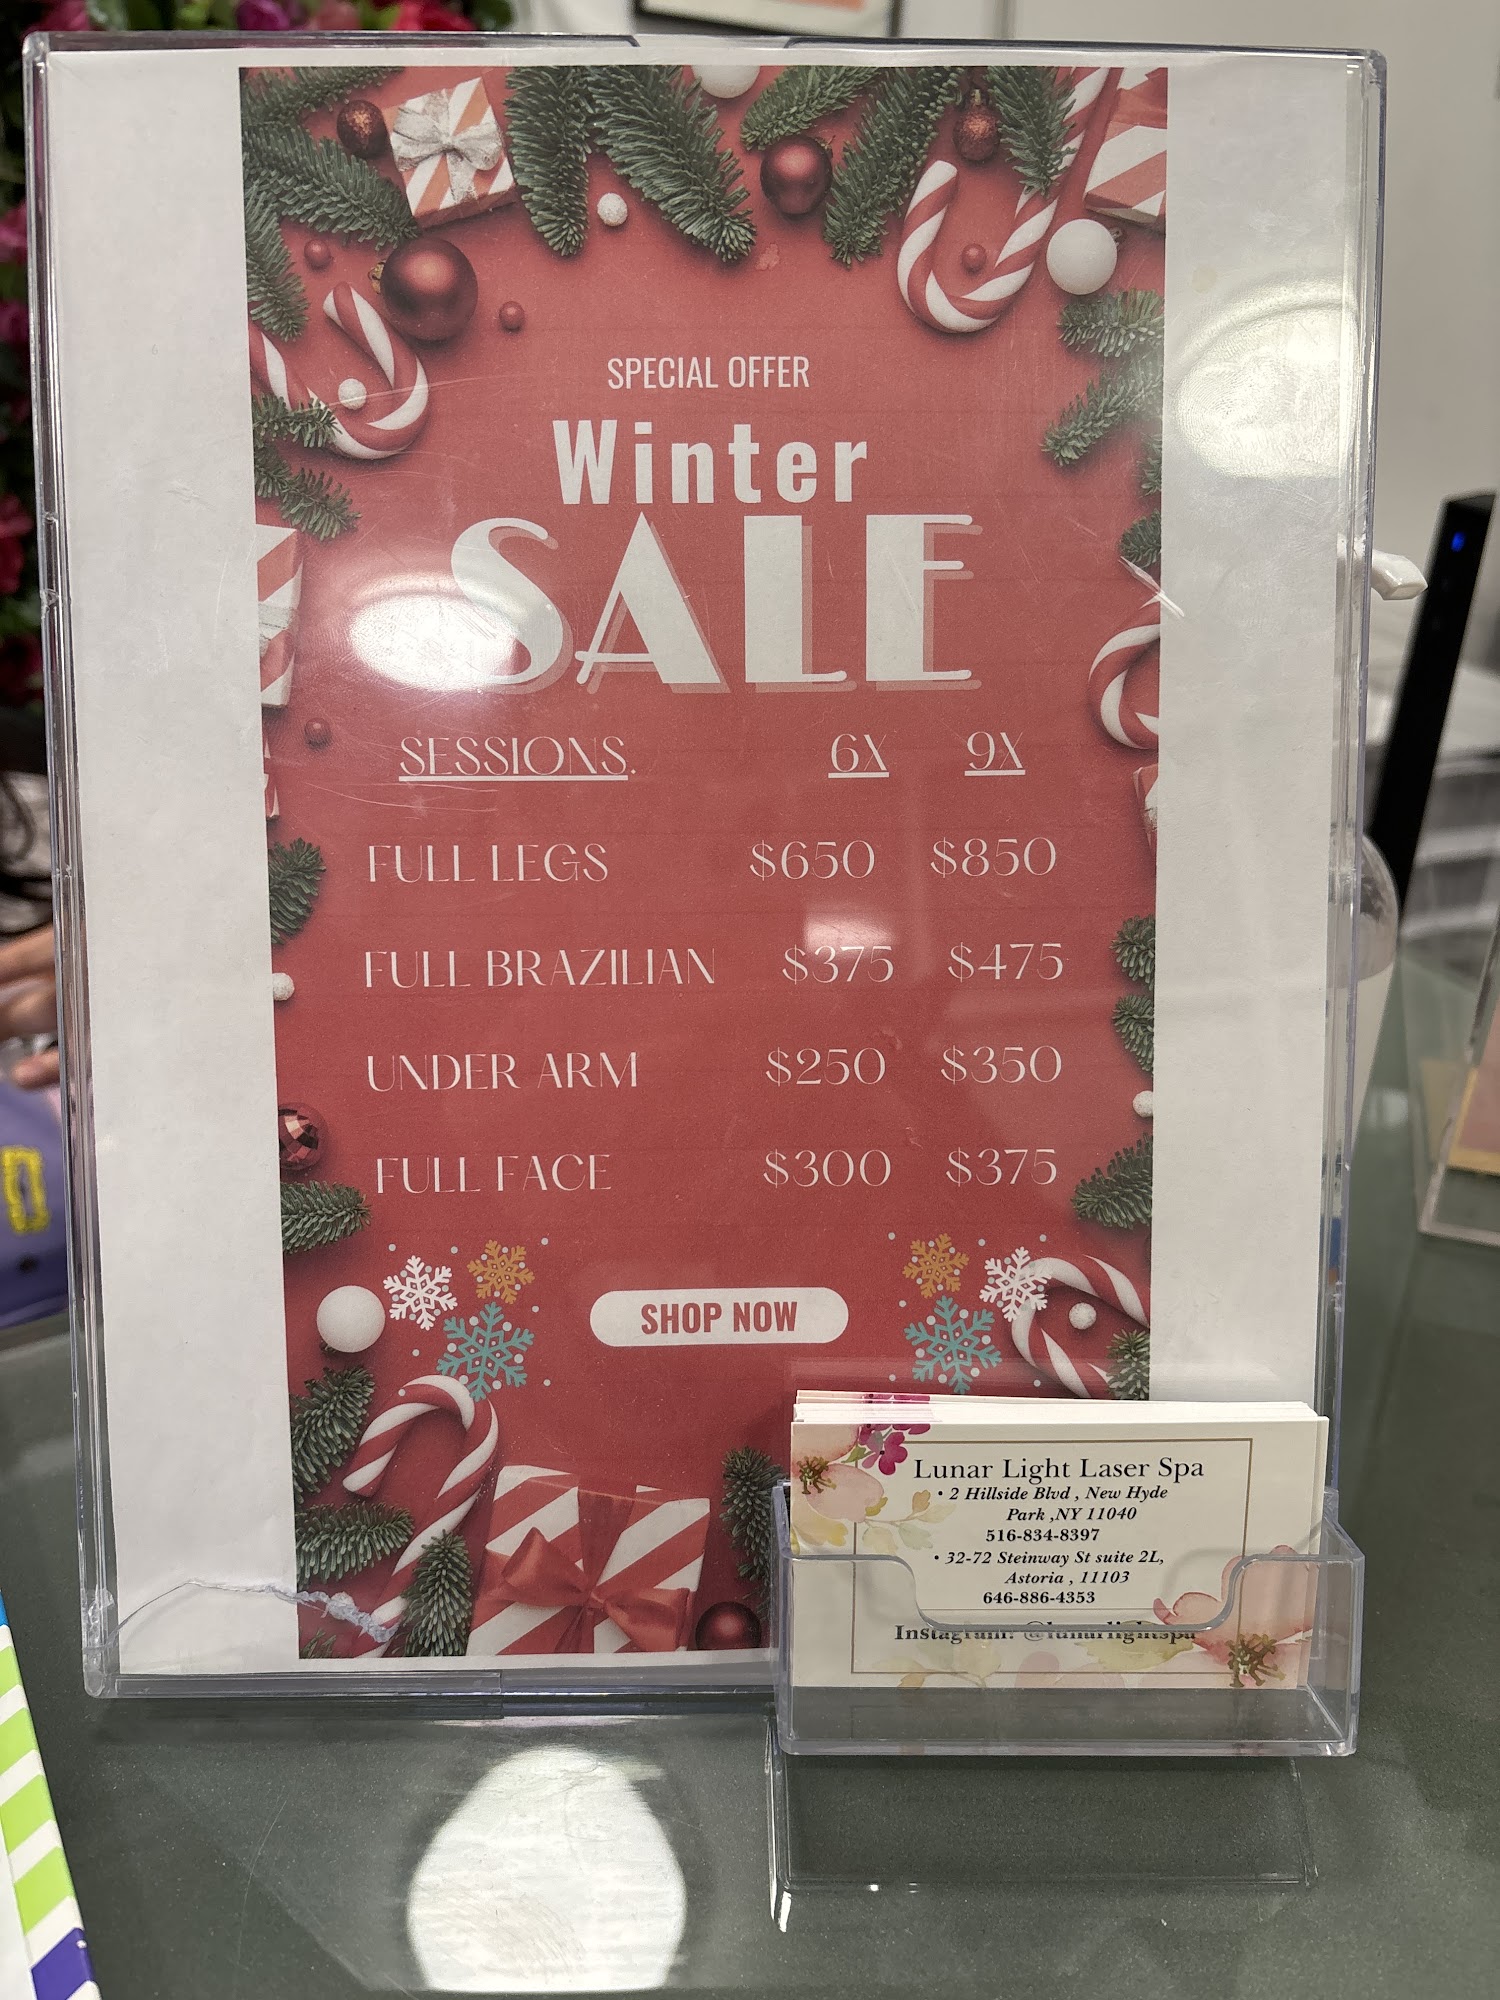 SPECIAL OFFER
Winter
SALE
SESSIONS. 6X 9X
FULL LEGS $650 $850
FULL BRAZILIAN $375 $475
UNDER ARM $250 $350
FULL FACE $300 $375
SHOP NOW
Lunar Light Laser Spa
• 2 Hillside Blvd , New Hyde
Park ,NY 11040
516-834-8397
• 32-72 Steinway St suite 2L,
Astoria , 11103
646-886-4353
Instagram: @lunarlightspa